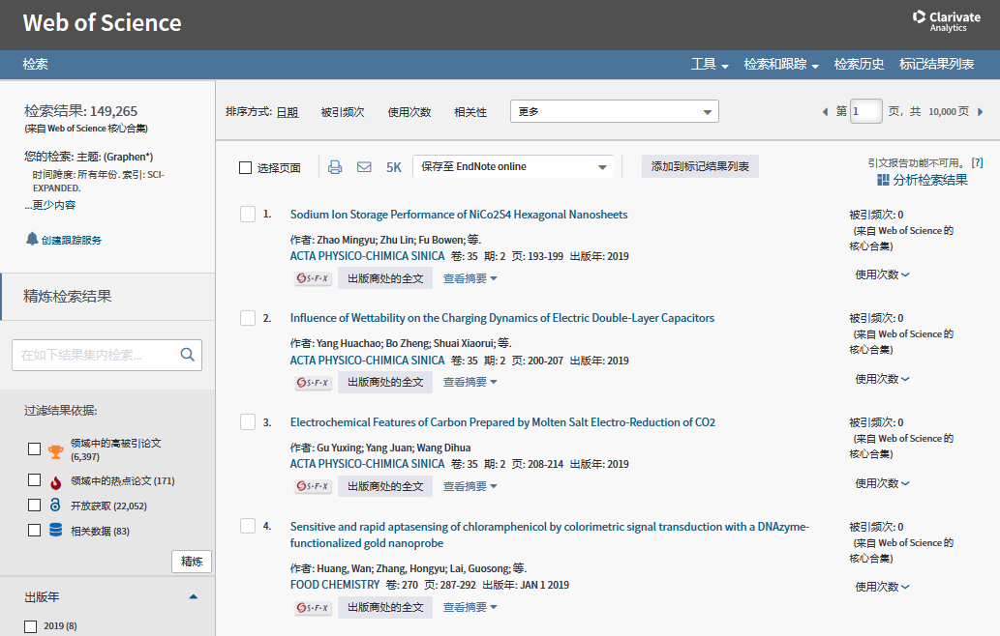 Web of Science
Clarivate
Analytics
检索
工具
检索和跟踪
检索历史
标记结果列表
检索结果: 149,265
(来自 Web of Science 核心合集)
您的检索: 主题: (Graphen*)
时间跨度: 所有年份. 索引: SCI-
EXPANDED.
...更少内容
创建跟踪服务
精炼检索结果
在如下结果集内检索...
过滤结果依据:
领域中的高被引论文
(6,397)
领域中的热点论文 (171)
开放获取 (22,052)
相关数据 (83)
精炼
出版年
2019 (8)
排序方式: 日期 被引频次 使用次数 相关性 更多
第 1 页, 共 10,000 页
选择页面 5K 保存至 EndNote online 添加到标记结果列表
引文报告功能不可用。 [?]
分析检索结果
1. Sodium Ion Storage Performance of NiCo2S4 Hexagonal Nanosheets
作者: Zhao Mingyu; Zhu Lin; Fu Bowen; 等.
ACTA PHYSICO-CHIMICA SINICA 卷: 35 期: 2 页: 193-199 出版年: 2019
S·F·X 出版商处的全文 查看摘要
被引频次: 0
(来自 Web of Science 的
核心合集)
使用次数
2. Influence of Wettability on the Charging Dynamics of Electric Double-Layer Capacitors
作者: Yang Huachao; Bo Zheng; Shuai Xiaorui; 等.
ACTA PHYSICO-CHIMICA SINICA 卷: 35 期: 2 页: 200-207 出版年: 2019
S·F·X 出版商处的全文 查看摘要
被引频次: 0
(来自 Web of Science 的
核心合集)
使用次数
3. Electrochemical Features of Carbon Prepared by Molten Salt Electro-Reduction of CO2
作者: Gu Yuxing; Yang Juan; Wang Dihua
ACTA PHYSICO-CHIMICA SINICA 卷: 35 期: 2 页: 208-214 出版年: 2019
S·F·X 出版商处的全文 查看摘要
被引频次: 0
(来自 Web of Science 的
核心合集)
使用次数
4. Sensitive and rapid aptasensing of chloramphenicol by colorimetric signal transduction with a DNAzyme-
functionalized gold nanoprobe
作者: Huang, Wan; Zhang, Hongyu; Lai, Guosong; 等.
FOOD CHEMISTRY 卷: 270 页: 287-292 出版年: JAN 1 2019
S·F·X 出版商处的全文 查看摘要
被引频次: 0
(来自 Web of Science 的
核心合集)
使用次数